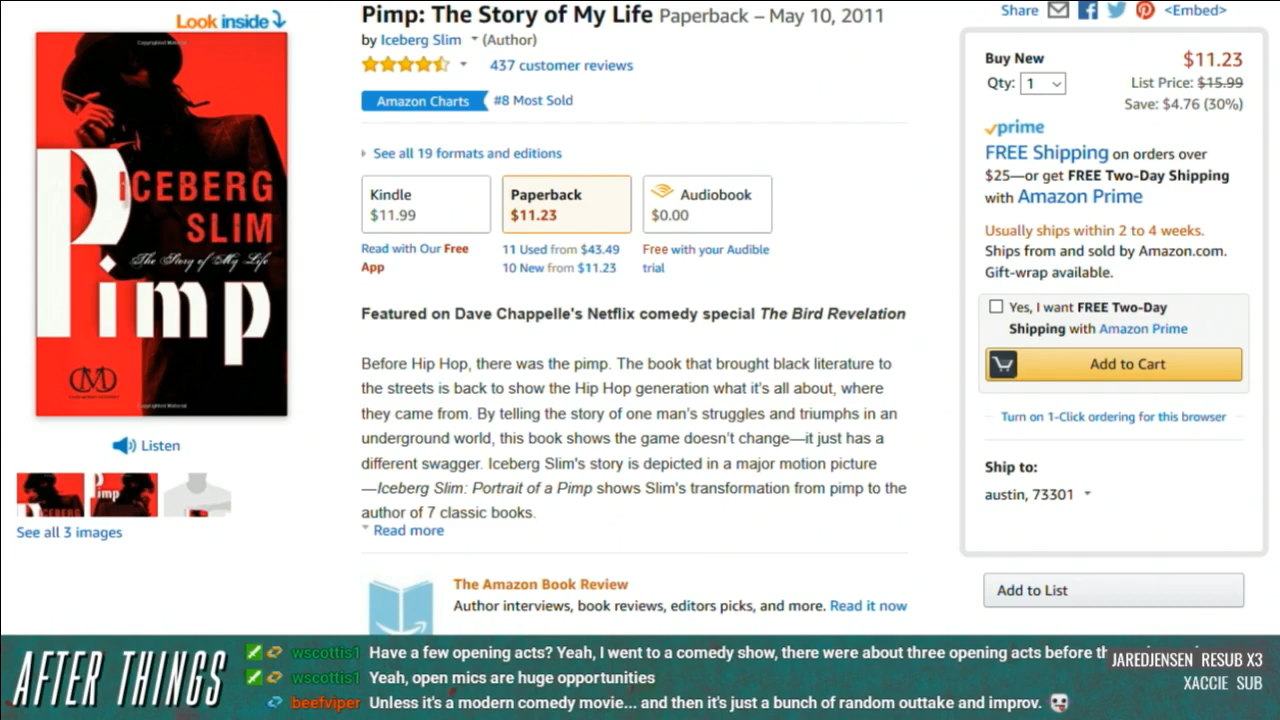 Look inside
Copyrighted Material
ICEBERG
SLIM
The Story of My Life
Pimp
Copyrighted Material
Listen
See all 3 images
Pimp: The Story of My Life Paperback – May 10, 2011
by Iceberg Slim (Author)
437 customer reviews
Amazon Charts #8 Most Sold
See all 19 formats and editions
Kindle
$11.99
Paperback
$11.23
Audiobook
$0.00
Read with Our Free
App
11 Used from $43.49
10 New from $11.23
Free with your Audible
trial
Featured on Dave Chappelle's Netflix comedy special The Bird Revelation
Before Hip Hop, there was the pimp. The book that brought black literature to
the streets is back to show the Hip Hop generation what it's all about, where
they came from. By telling the story of one man's struggles and triumphs in an
underground world, this book shows the game doesn't change—it just has a
different swagger. Iceberg Slim's story is depicted in a major motion picture
—Iceberg Slim: Portrait of a Pimp shows Slim's transformation from pimp to the
author of 7 classic books.
Read more
The Amazon Book Review
Author interviews, book reviews, editors picks, and more. Read it now
Share <Embed>
Buy New $11.23
Qty: 1 List Price: $15.99
Save: $4.76 (30%)
prime
FREE Shipping on orders over
$25—or get FREE Two-Day Shipping
with Amazon Prime
Usually ships within 2 to 4 weeks.
Ships from and sold by Amazon.com.
Gift-wrap available.
Yes, I want FREE Two-Day
Shipping with Amazon Prime
Add to Cart
Turn on 1-Click ordering for this browser
Ship to:
austin, 73301
Add to List
AFTER THINGS
wscottis1 Have a few opening acts? Yeah, I went to a comedy show, there were about three opening acts before
wscottis1 Yeah, open mics are huge opportunities
beefviper Unless it's a modern comedy movie... and then it's just a bunch of random outtake and improv.
JAREDJENSEN RESUB X3
XACCIE SUB